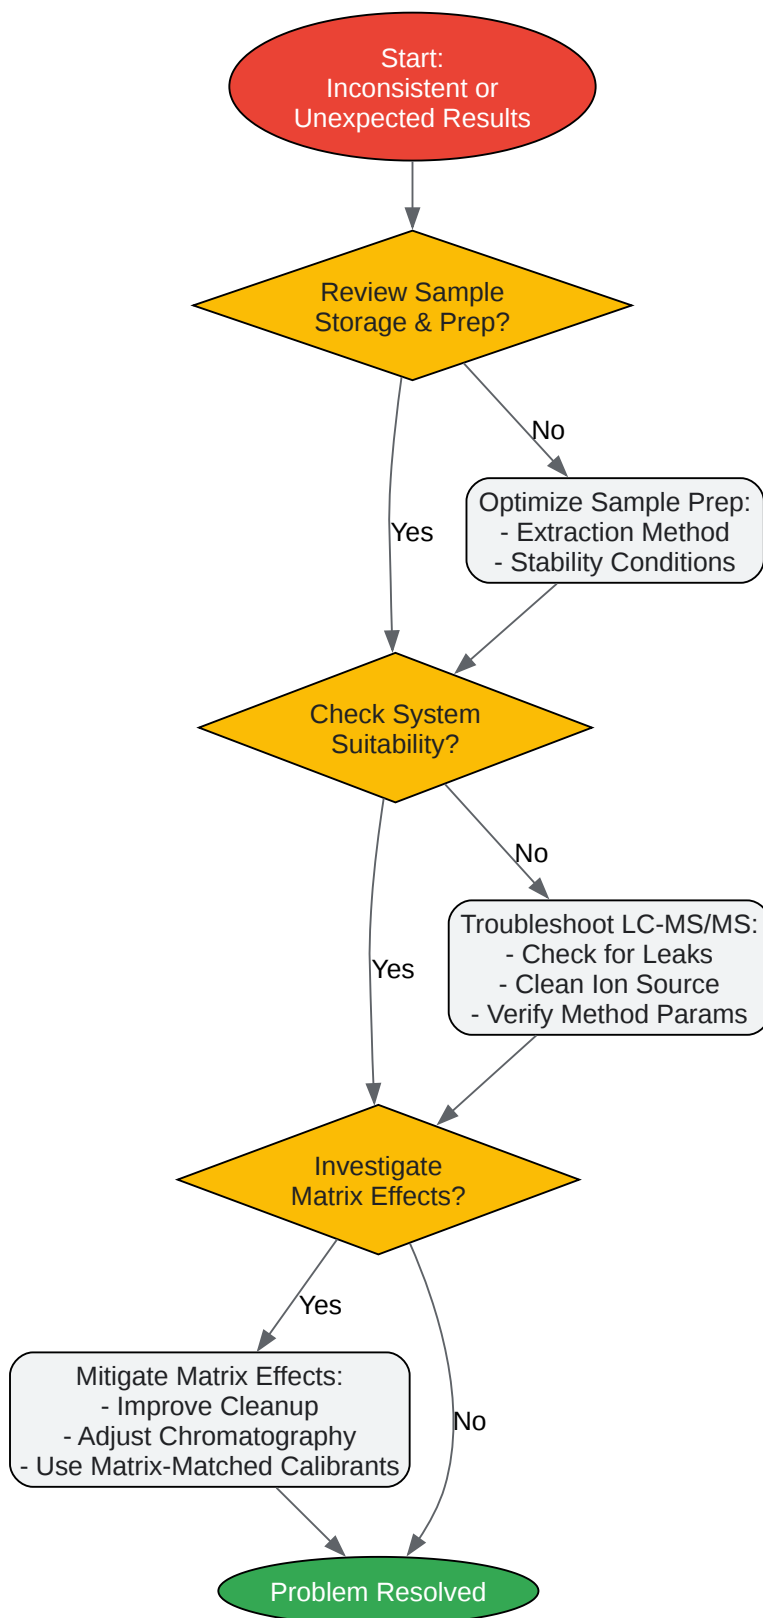 Start:
Inconsistent or
Unexpected Results
Review Sample
Storage & Prep?
No
Yes
Optimize Sample Prep:
- Extraction Method
- Stability Conditions
Check System
Suitability?
No
Yes
Troubleshoot LC-MS/MS:
- Check for Leaks
- Clean Ion Source
- Verify Method Params
Investigate
Matrix Effects?
Yes
No
Mitigate Matrix Effects:
- Improve Cleanup
- Adjust Chromatography
- Use Matrix-Matched Calibrants
Problem Resolved